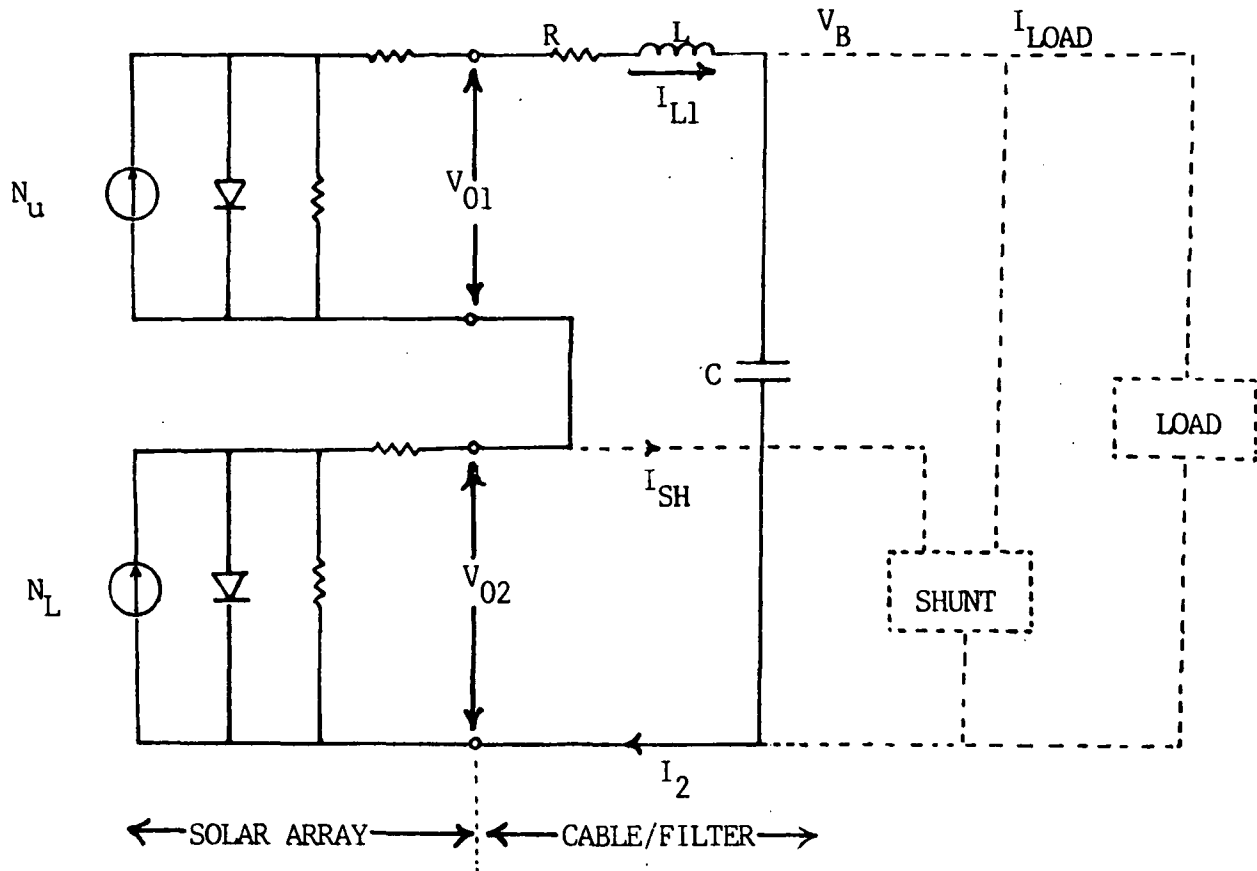 R
L
V_B
I_LOAD
I_L1
N_u
V_01
C
LOAD
I_SH
N_L
V_02
SHUNT
I_2
SOLAR ARRAY
CABLE/FILTER